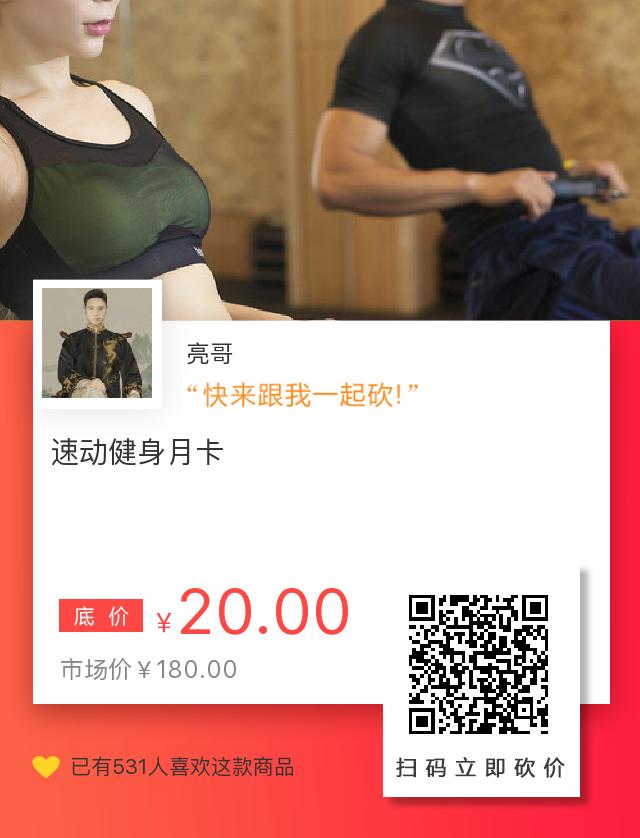 亮哥
“快来跟我一起砍!”
速动健身月卡
底价 ¥20.00
市场价¥180.00
已有531人喜欢这款商品
扫码立即砍价